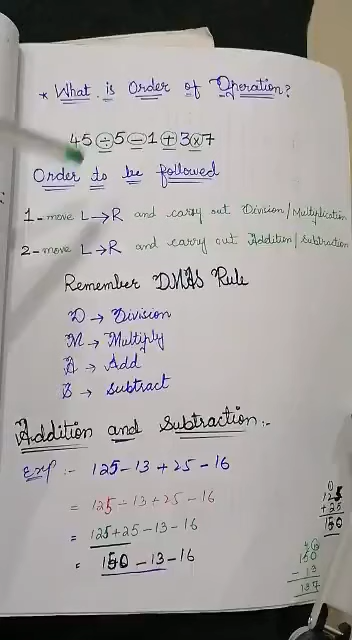 * What is Order of Operation?
45 ÷ 5 - 1 + 3 × 7
Order to be followed
1 - move L → R and carry out Division/Multiplication
2 - move L → R and carry out Addition/subtraction
Remember DMAS Rule
D → Division
M → Multiply
A → Add
S → Subtract
Addition and Subtraction :-
Exp :- 125 - 13 + 25 - 16
= 125 - 13 + 25 - 16
= 125 + 25 - 13 - 16
= 150 - 13 - 16
1
125
+ 25
150
4 10
150
- 13
137